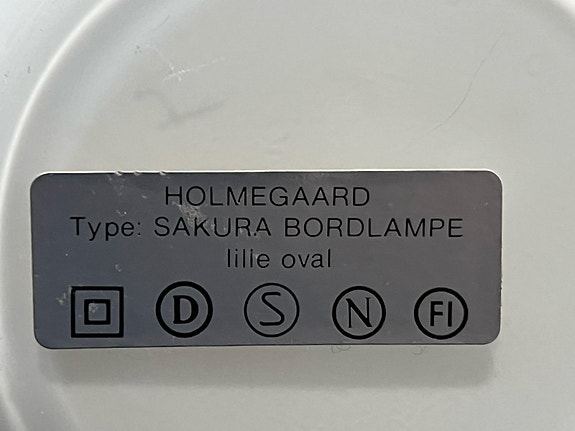 HOLMEGAARD
Type: SAKURA BORDLAMPE
lille oval
D S N FI